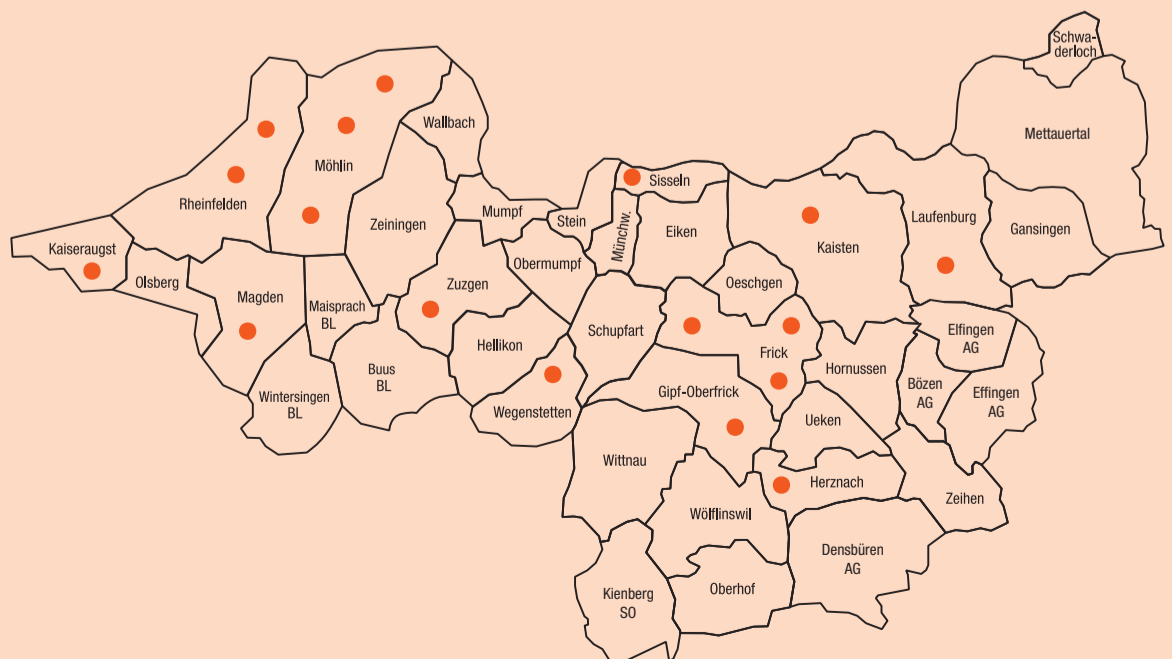 Schwa-
derloch
Mettauertal
Wallbach
Möhlin
Rheinfelden
Sisseln
Mumpf
Stein
Münchw.
Zeiningen
Eiken
Laufenburg
Gansingen
Kaisten
Kaiseraugst
Obermumpf
Olsberg
Oeschgen
Zuzgen
Magden
Maisprach
BL
Schupfart
Elfingen
AG
Hellikon
Frick
Hornussen
Buus
BL
Bözen
AG
Effingen
AG
Gipf-Oberfrick
Wintersingen
BL
Wegenstetten
Ueken
Wittnau
Herznach
Zeihen
Wölflinswil
Densbüren
AG
Oberhof
Kienberg
SO